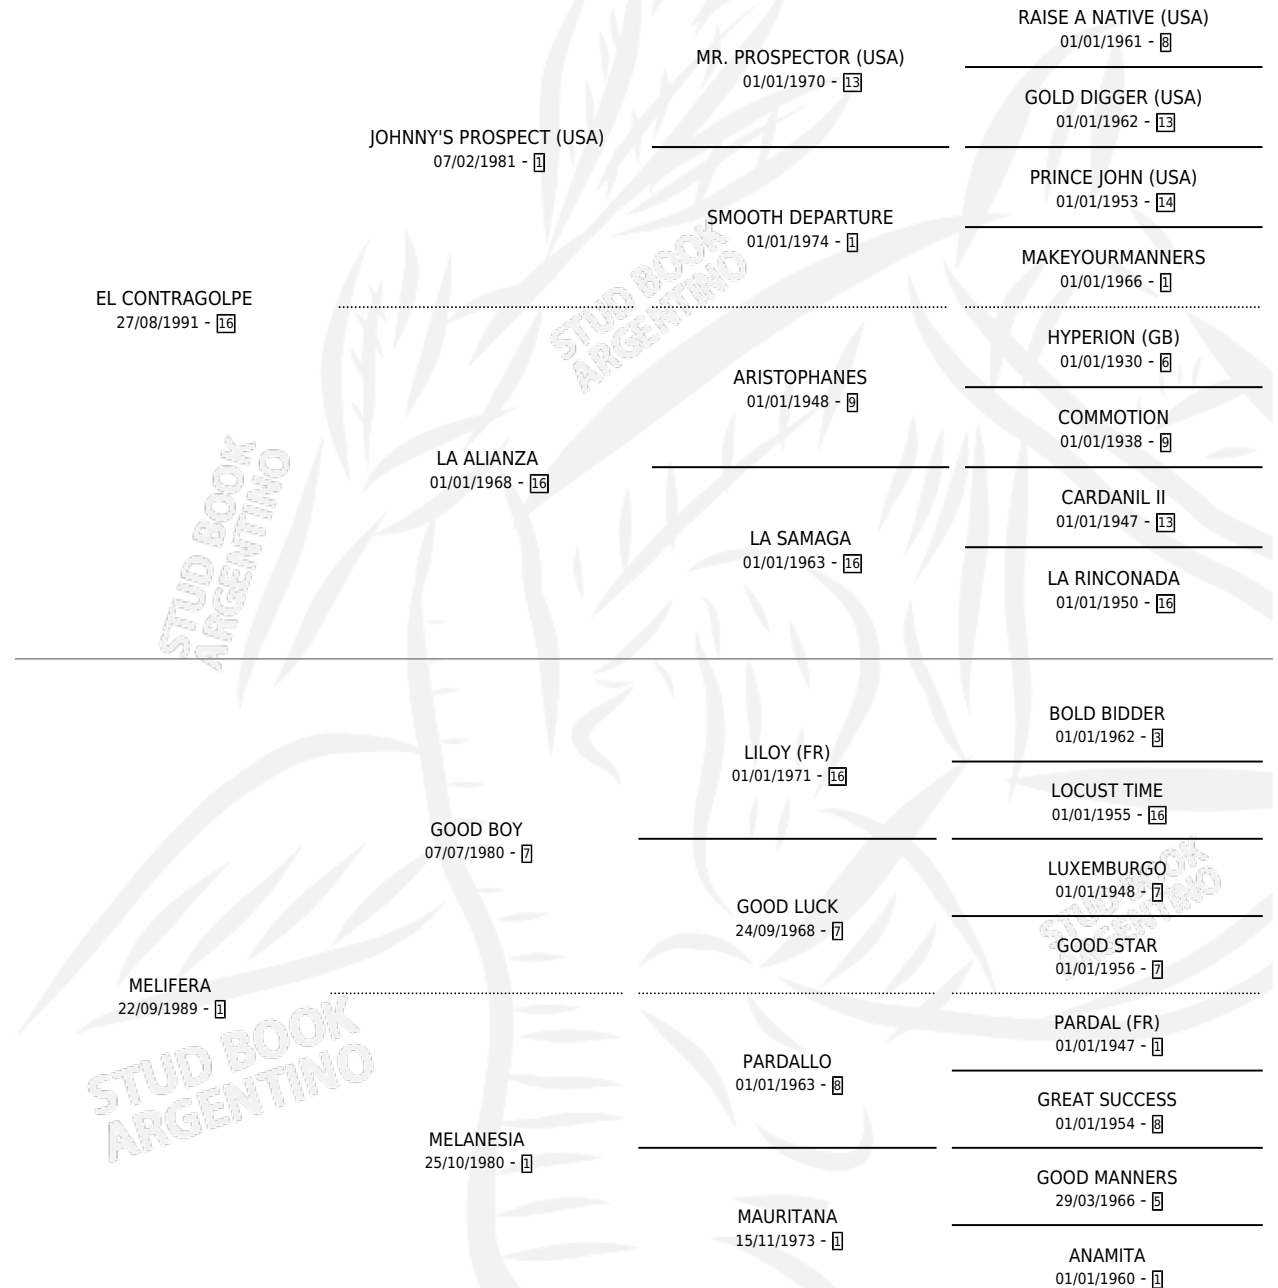 RAISE A NATIVE (USA)
01/01/1961 - 8
MR. PROSPECTOR (USA)
01/01/1970 - 13
GOLD DIGGER (USA)
01/01/1962 - 13
JOHNNY'S PROSPECT (USA)
07/02/1981 - 1
PRINCE JOHN (USA)
01/01/1953 - 14
SMOOTH DEPARTURE
01/01/1974 - 1
MAKEYOURMANNERS
01/01/1966 - 1
EL CONTRAGOLPE
27/08/1991 - 16
HYPERION (GB)
01/01/1930 - 6
ARISTOPHANES
01/01/1948 - 9
COMMOTION
01/01/1938 - 9
LA ALIANZA
01/01/1968 - 16
CARDANIL II
01/01/1947 - 13
LA SAMAGA
01/01/1963 - 16
LA RINCONADA
01/01/1950 - 16
BOLD BIDDER
01/01/1962 - 3
LILOY (FR)
01/01/1971 - 16
LOCUST TIME
01/01/1955 - 16
GOOD BOY
07/07/1980 - 7
LUXEMBURGO
01/01/1948 - 7
GOOD LUCK
24/09/1968 - 7
GOOD STAR
01/01/1956 - 7
MELIFERA
22/09/1989 - 1
PARDAL (FR)
01/01/1947 - 1
PARDALLO
01/01/1963 - 8
GREAT SUCCESS
01/01/1954 - 8
MELANESIA
25/10/1980 - 1
GOOD MANNERS
29/03/1966 - 5
MAURITANA
15/11/1973 - 1
ANAMITA
01/01/1960 - 1
STUD BOOK
ARGENTINO
STUD BOOK
ARGENTINO
STUD BOOK
ARGENTINO
STUD BOOK
ARGENTINO